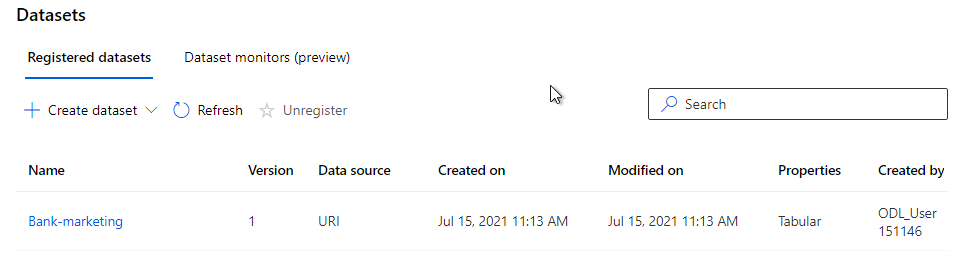 Datasets
Registered datasets Dataset monitors (preview)
Create dataset Refresh Unregister Search
Name Version Data source Created on Modified on Properties Created by
Bank-marketing 1 URI Jul 15, 2021 11:13 AM Jul 15, 2021 11:13 AM Tabular ODL_User
151146